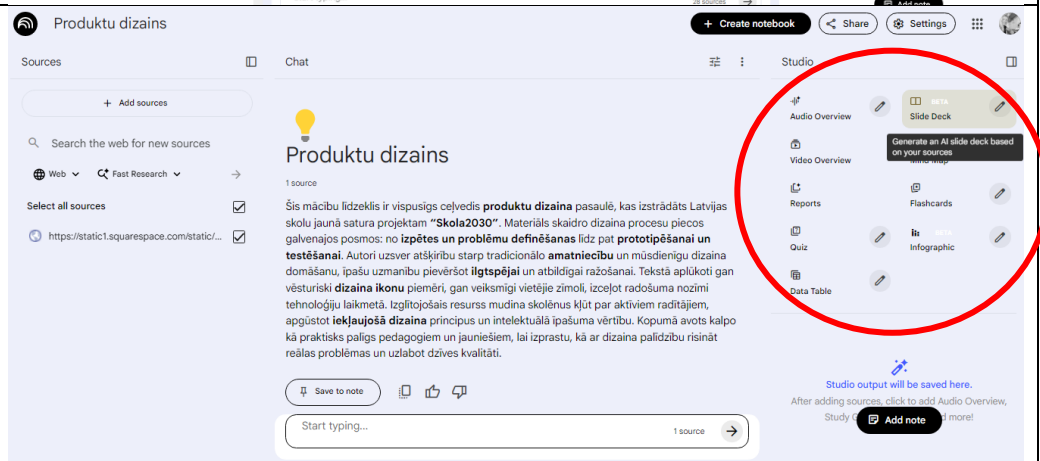 28 sources
Add note
Produktu dizains
+ Create notebook
Share
Settings
Sources
Chat
Studio
+ Add sources
Search the web for new sources
Web
Fast Research
Select all sources
https://static1.squarespace.com/static/...
Produktu dizains
1 source
Šis mācību līdzeklis ir vispusīgs ceļvedis produktu dizaina pasaulē, kas izstrādāts Latvijas
skolu jaunā satura projektam “Skola2030”. Materiāls skaidro dizaina procesu piecos
galvenajos posmos: no izpētes un problēmu definēšanas līdz pat prototipēšanai un
testēšanai. Autori uzsver atšķirību starp tradicionālo amatniecību un mūsdienīgu dizaina
domāšanu, īpašu uzmanību pievēršot ilgtspējai un atbildīgai ražošanai. Tekstā aplūkoti gan
vēsturiski dizaina ikonu piemēri, gan veiksmīgi vietējie zīmoli, izceļot radošuma nozīmi
tehnoloģiju laikmetā. Izglītojošais resurss mudina skolēnus kļūt par aktīviem radītājiem,
apgūstot iekļaujošā dizaina principus un intelektuālā īpašuma vērtību. Kopumā avots kalpo
kā praktisks palīgs pedagogiem un jauniešiem, lai izprastu, kā ar dizaina palīdzību risināt
reālas problēmas un uzlabot dzīves kvalitāti.
Save to note
Start typing...
1 source
Audio Overview
BETA
Slide Deck
Generate an AI slide deck based
on your sources
Video Overview
Mind Map
Reports
Flashcards
Quiz
BETA
Infographic
Data Table
Studio output will be saved here.
After adding sources, click to add Audio Overview,
Study
d more!
Add note